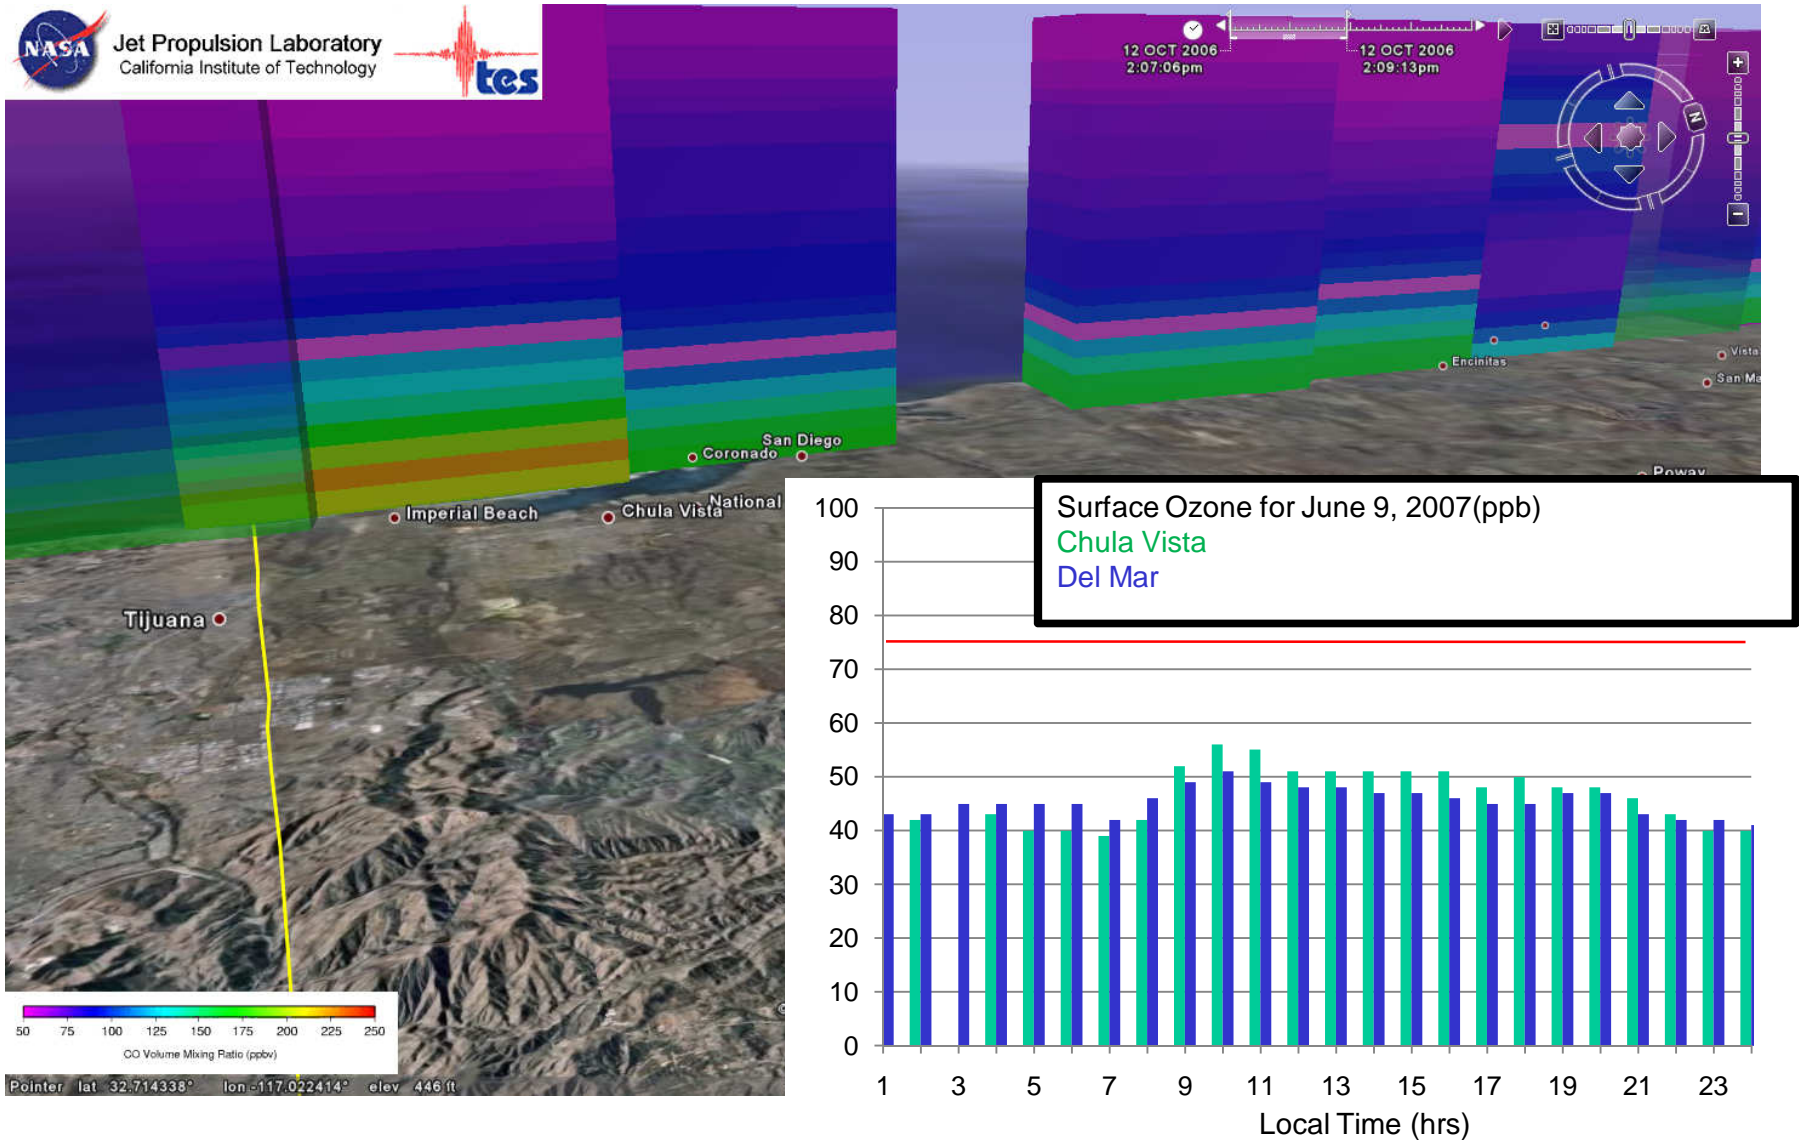 NASA
Jet Propulsion Laboratory
California Institute of Technology
tes
12 OCT 2006
2:07:06pm
12 OCT 2006
2:09:13pm
N
Encinitas
Vista
San Ma
Poway
San Diego
Coronado
National
Imperial Beach
Chula Vista
Tijuana
50 75 100 125 150 175 200 225 250
CO Volume Mixing Ratio (ppbv)
Pointer lat 32.714338° lon -117.022414° elev 446 ft
Surface Ozone for June 9, 2007(ppb)
Chula Vista
Del Mar
100
90
80
70
60
50
40
30
20
10
0
1 3 5 7 9 11 13 15 17 19 21 23
Local Time (hrs)